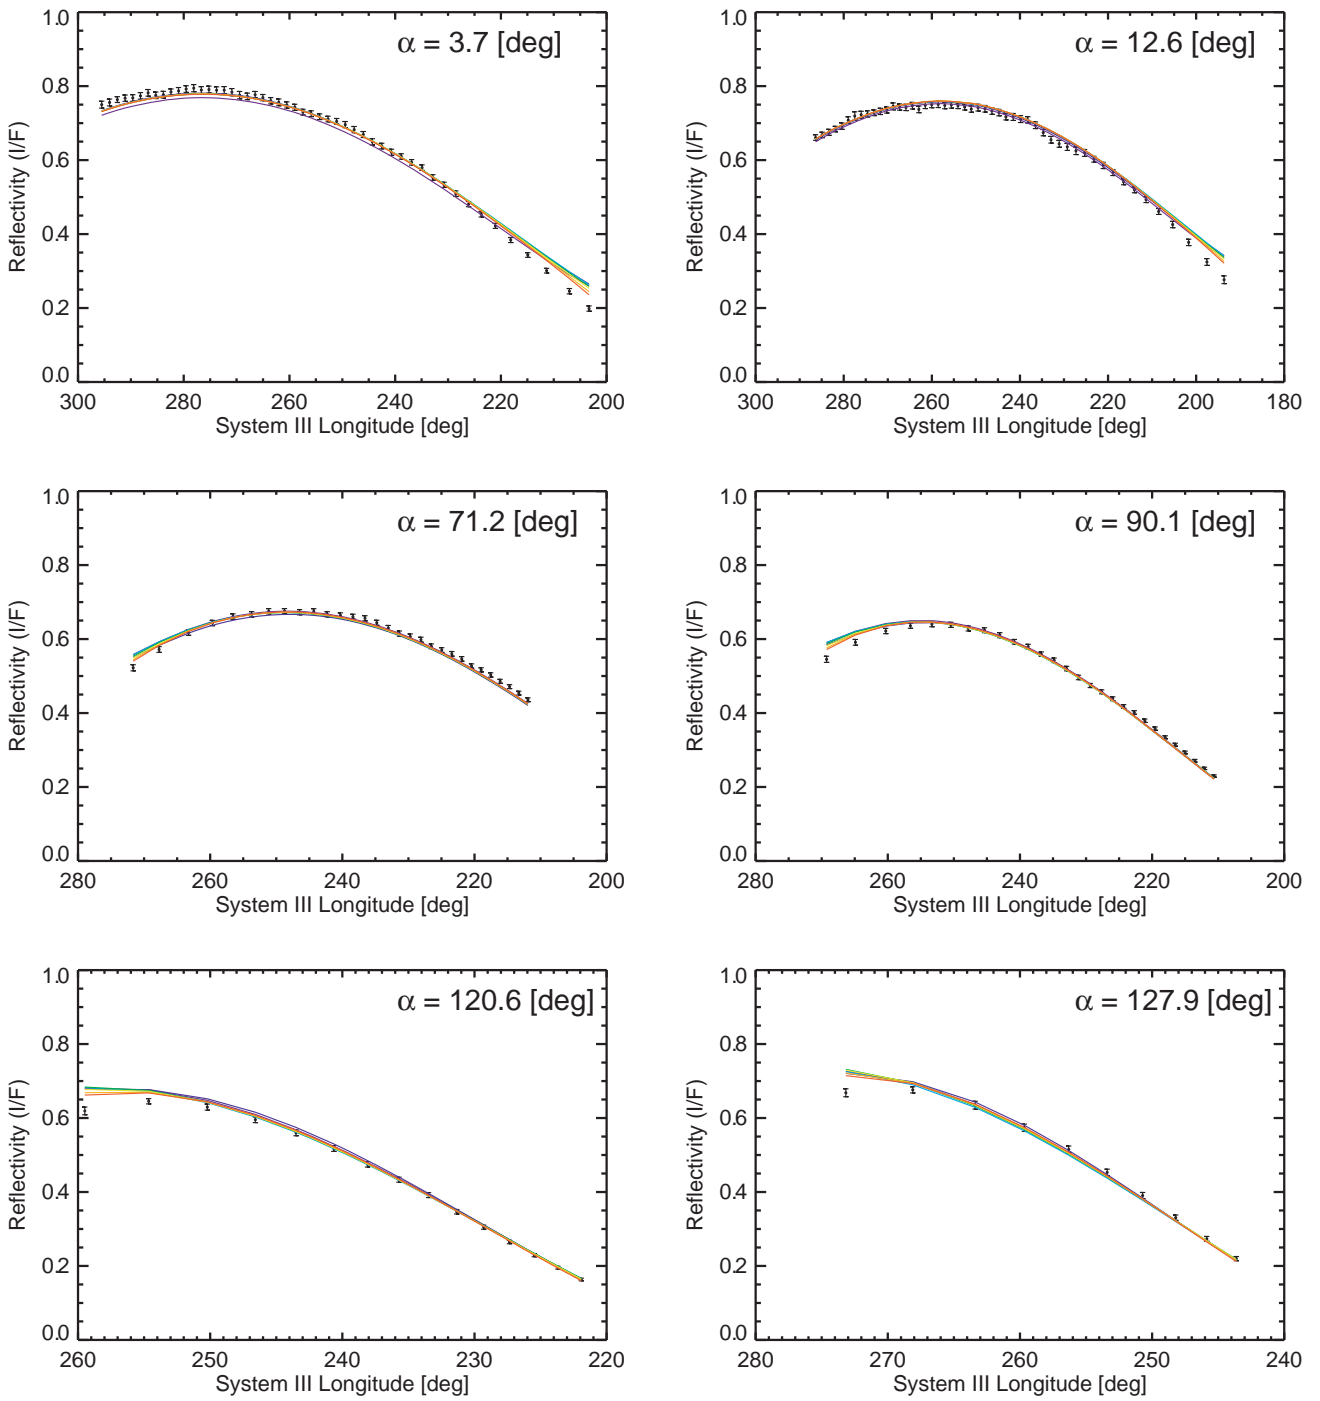 α = 3.7 [deg]
Reflectivity (I/F)
1.0
0.8
0.6
0.4
0.2
0.0
300 280 260 240 220 200
System III Longitude [deg]
α = 12.6 [deg]
Reflectivity (I/F)
1.0
0.8
0.6
0.4
0.2
0.0
300 280 260 240 220 200 180
System III Longitude [deg]
α = 71.2 [deg]
Reflectivity (I/F)
1.0
0.8
0.6
0.4
0.2
0.0
280 260 240 220 200
System III Longitude [deg]
α = 90.1 [deg]
Reflectivity (I/F)
1.0
0.8
0.6
0.4
0.2
0.0
280 260 240 220 200
System III Longitude [deg]
α = 120.6 [deg]
Reflectivity (I/F)
1.0
0.8
0.6
0.4
0.2
0.0
260 250 240 230 220
System III Longitude [deg]
α = 127.9 [deg]
Reflectivity (I/F)
1.0
0.8
0.6
0.4
0.2
0.0
280 270 260 250 240
System III Longitude [deg]